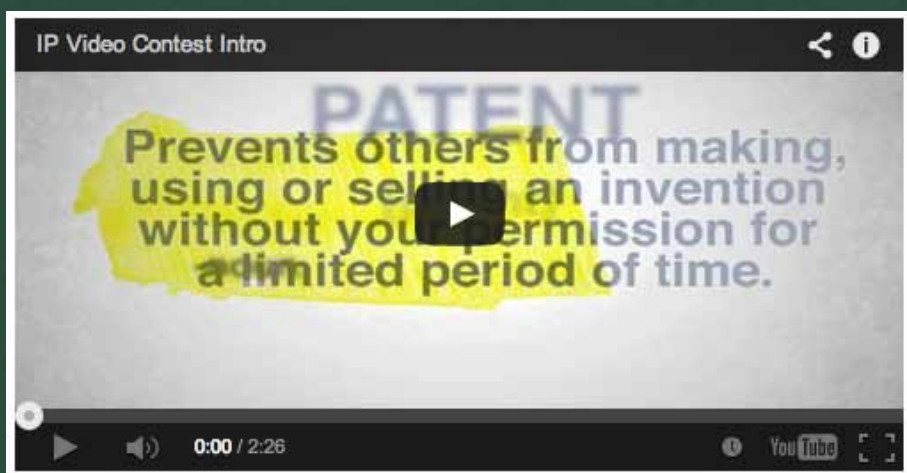 IP Video Contest Intro
PATENT
Prevents others from making,
using or selling an invention
without your permission for
a limited period of time.
0:00 / 2:26
YouTube